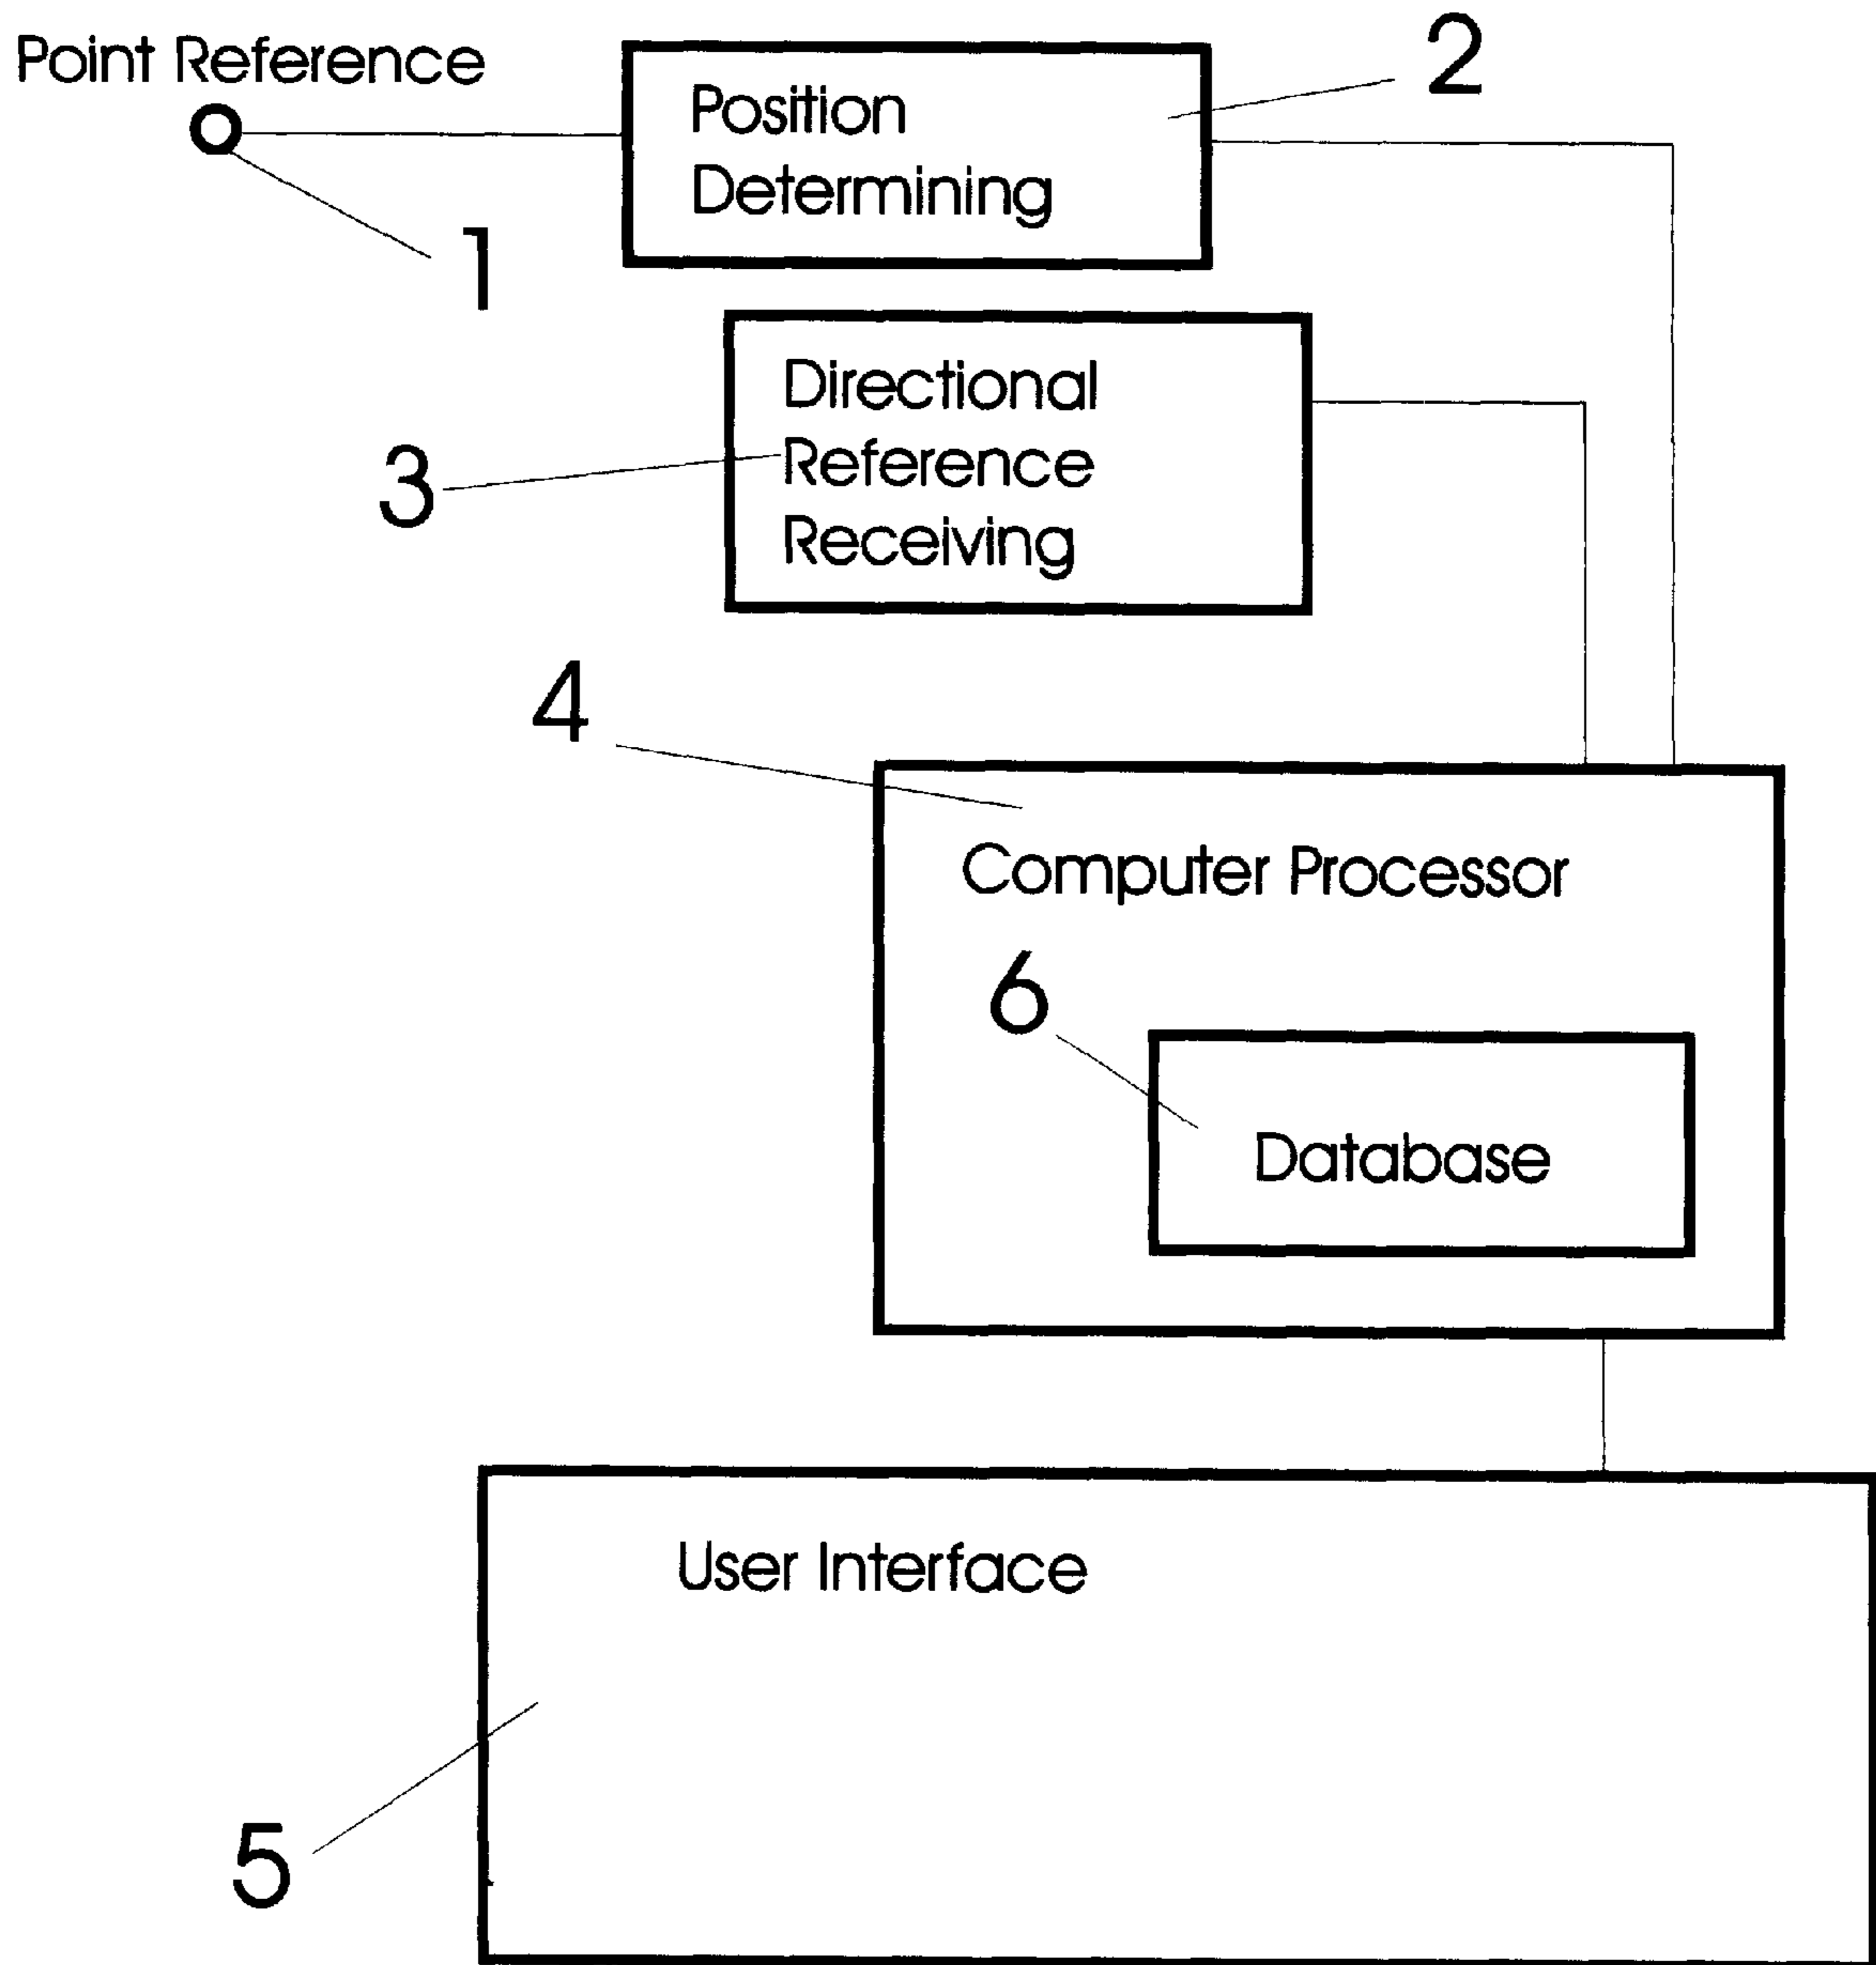 Point Reference
Position
Determining
2
1
Directional
Reference
Receiving
3
4
Computer Processor
6
Database
User Interface
5